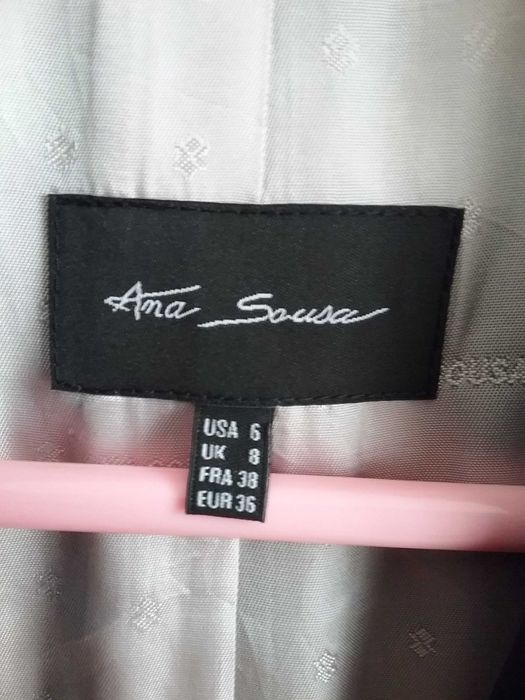 Ana Sousa
USA 6
UK 8
FRA 38
EUR 36